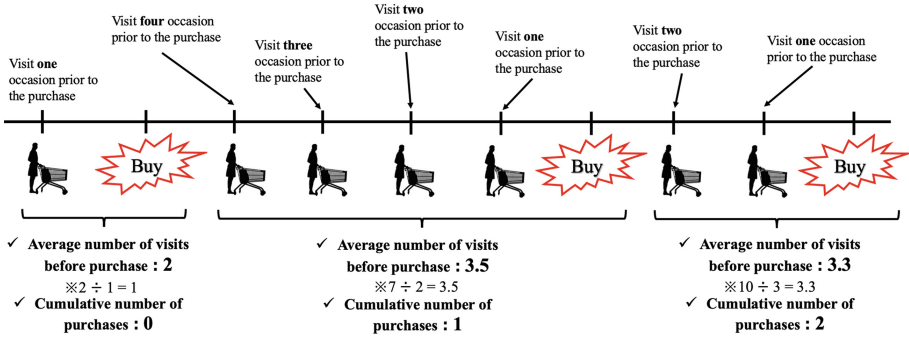 Visit one
occasion prior to
the purchase
Visit four occasion
prior to the purchase
Visit three
occasion prior to
the purchase
Visit two
occasion prior to
the purchase
Visit one
occasion prior to
the purchase
Visit two
occasion prior to
the purchase
Visit one occasion
prior to the purchase
Buy
Buy
Buy
✓ Average number of visits
before purchase : 2
※2 ÷ 1 = 1
✓ Cumulative number of
purchases : 0
✓ Average number of visits
before purchase : 3.5
※7 ÷ 2 = 3.5
✓ Cumulative number of
purchases : 1
✓ Average number of visits
before purchase : 3.3
※10 ÷ 3 = 3.3
✓ Cumulative number of
purchases : 2